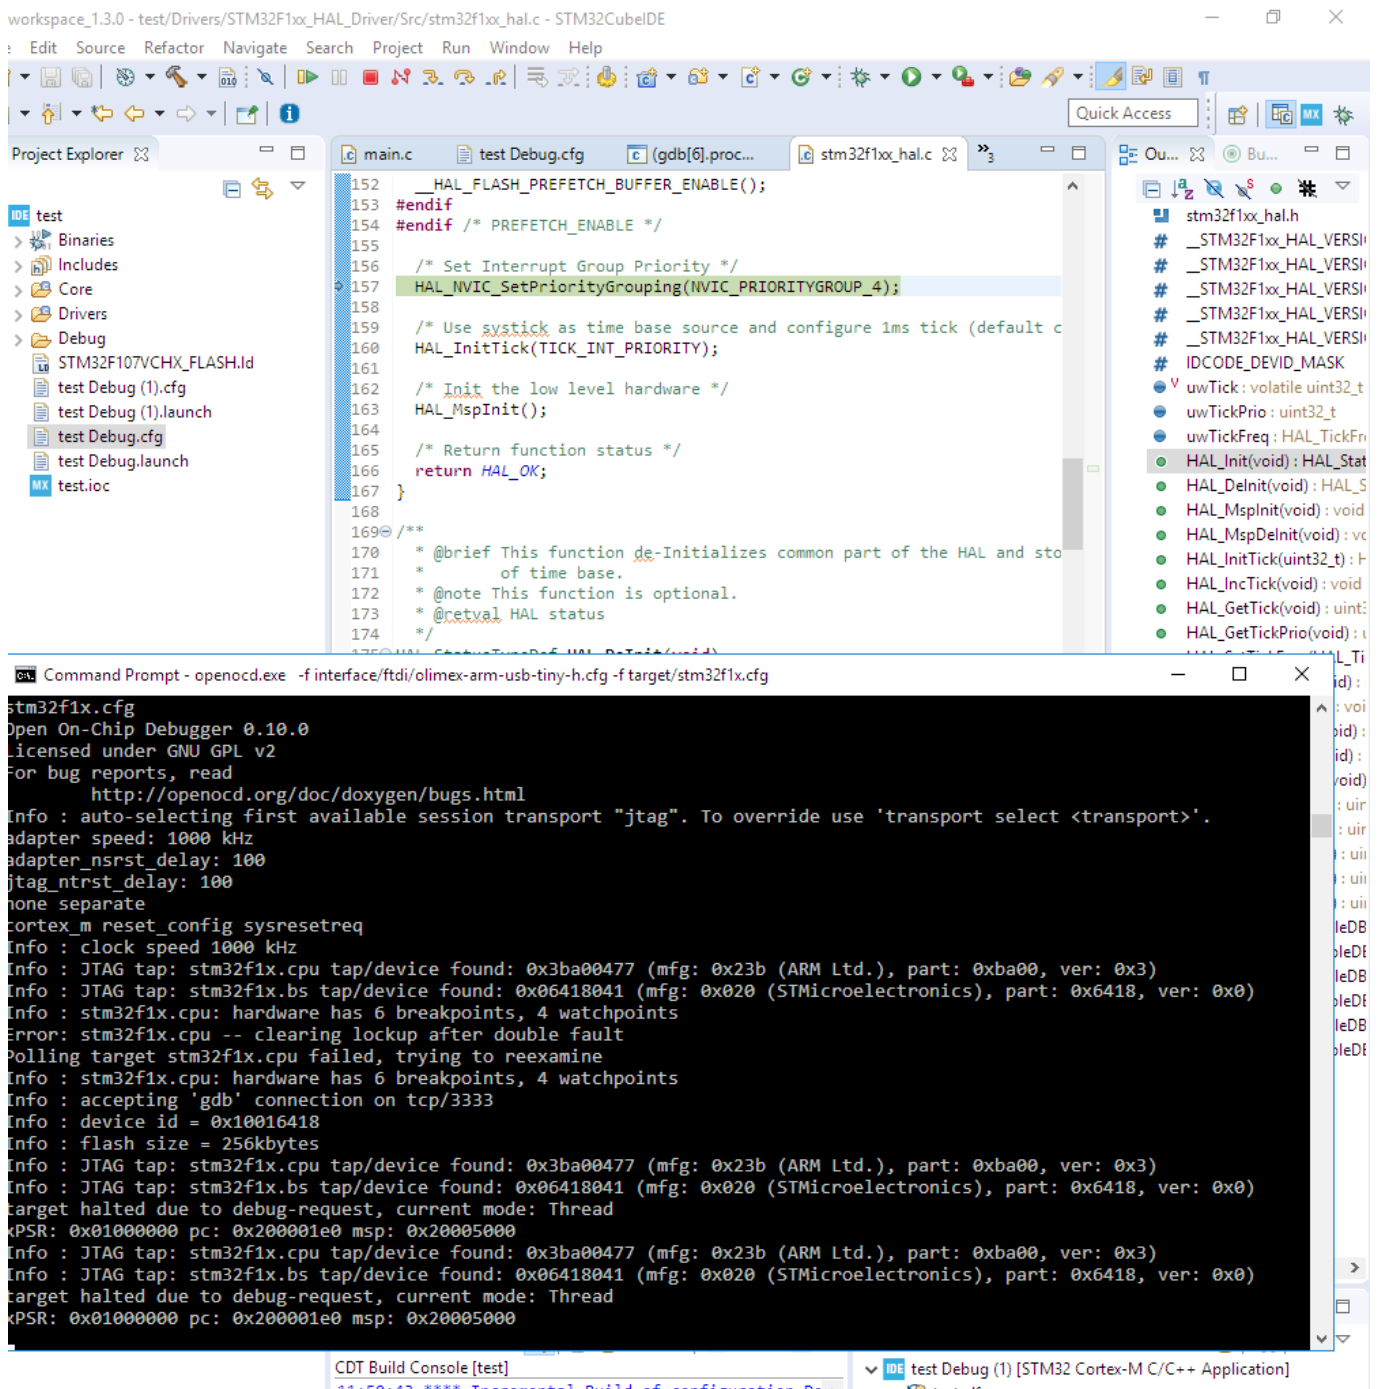 workspace_1.3.0 - test/Drivers/STM32F1xx_HAL_Driver/Src/stm32f1xx_hal.c - STM32CubeIDE
Edit Source Refactor Navigate Search Project Run Window Help
Quick Access
Project Explorer
main.c
test Debug.cfg
(gdb[6].proc...
stm32f1xx_hal.c
»3
Ou...
Bu...
IDE test
Binaries
Includes
Core
Drivers
Debug
STM32F107VCHX_FLASH.ld
test Debug (1).cfg
test Debug (1).launch
test Debug.cfg
test Debug.launch
MX test.ioc
152 __HAL_FLASH_PREFETCH_BUFFER_ENABLE();
153 #endif
154 #endif /* PREFETCH_ENABLE */
155
156 /* Set Interrupt Group Priority */
157 HAL_NVIC_SetPriorityGrouping(NVIC_PRIORITYGROUP_4);
158
159 /* Use systick as time base source and configure 1ms tick (default c
160 HAL_InitTick(TICK_INT_PRIORITY);
161
162 /* Init the low level hardware */
163 HAL_MspInit();
164
165 /* Return function status */
166 return HAL_OK;
167 }
168
169 /**
170 * @brief This function de-Initializes common part of the HAL and sto
171 * of time base.
172 * @note This function is optional.
173 * @retval HAL status
174 */
stm32f1xx_hal.h
# __STM32F1xx_HAL_VERSI
# __STM32F1xx_HAL_VERSI
# __STM32F1xx_HAL_VERSI
# __STM32F1xx_HAL_VERSI
# __STM32F1xx_HAL_VERSI
# IDCODE_DEVID_MASK
uwTick : volatile uint32_t
uwTickPrio : uint32_t
uwTickFreq : HAL_TickFr
HAL_Init(void) : HAL_Stat
HAL_DeInit(void) : HAL_S
HAL_MspInit(void) : void
HAL_MspDeInit(void) : vo
HAL_InitTick(uint32_t) : H
HAL_IncTick(void) : void
HAL_GetTick(void) : uint3
HAL_GetTickPrio(void) : u
Command Prompt - openocd.exe -f interface/ftdi/olimex-arm-usb-tiny-h.cfg -f target/stm32f1x.cfg
stm32f1x.cfg
Open On-Chip Debugger 0.10.0
Licensed under GNU GPL v2
For bug reports, read
http://openocd.org/doc/doxygen/bugs.html
Info : auto-selecting first available session transport "jtag". To override use 'transport select <transport>'.
adapter speed: 1000 kHz
adapter_nsrst_delay: 100
jtag_ntrst_delay: 100
none separate
cortex_m reset_config sysresetreq
Info : clock speed 1000 kHz
Info : JTAG tap: stm32f1x.cpu tap/device found: 0x3ba00477 (mfg: 0x23b (ARM Ltd.), part: 0xba00, ver: 0x3)
Info : JTAG tap: stm32f1x.bs tap/device found: 0x06418041 (mfg: 0x020 (STMicroelectronics), part: 0x6418, ver: 0x0)
Info : stm32f1x.cpu: hardware has 6 breakpoints, 4 watchpoints
Error: stm32f1x.cpu -- clearing lockup after double fault
Polling target stm32f1x.cpu failed, trying to reexamine
Info : stm32f1x.cpu: hardware has 6 breakpoints, 4 watchpoints
Info : accepting 'gdb' connection on tcp/3333
Info : device id = 0x10016418
Info : flash size = 256kbytes
Info : JTAG tap: stm32f1x.cpu tap/device found: 0x3ba00477 (mfg: 0x23b (ARM Ltd.), part: 0xba00, ver: 0x3)
Info : JTAG tap: stm32f1x.bs tap/device found: 0x06418041 (mfg: 0x020 (STMicroelectronics), part: 0x6418, ver: 0x0)
target halted due to debug-request, current mode: Thread
xPSR: 0x01000000 pc: 0x200001e0 msp: 0x20005000
Info : JTAG tap: stm32f1x.cpu tap/device found: 0x3ba00477 (mfg: 0x23b (ARM Ltd.), part: 0xba00, ver: 0x3)
Info : JTAG tap: stm32f1x.bs tap/device found: 0x06418041 (mfg: 0x020 (STMicroelectronics), part: 0x6418, ver: 0x0)
target halted due to debug-request, current mode: Thread
xPSR: 0x01000000 pc: 0x200001e0 msp: 0x20005000
CDT Build Console [test]
IDE test Debug (1) [STM32 Cortex-M C/C++ Application]